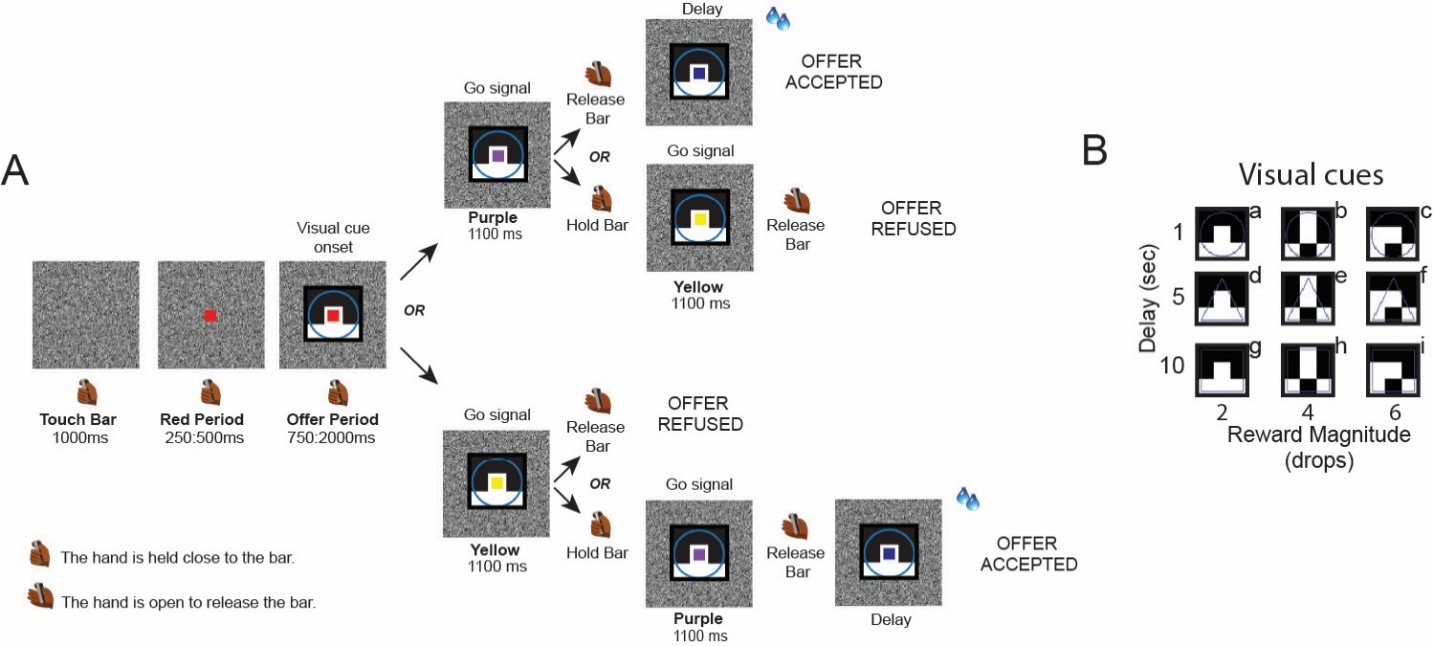 A
Touch Bar
1000ms
Red Period
250:500ms
Visual cue
onset
Offer Period
750:2000ms
OR
Go signal
Purple
1100 ms
Release
Bar
OR
Hold Bar
Delay
OFFER
ACCEPTED
Go signal
Yellow
1100 ms
Release
Bar
OFFER
REFUSED
Go signal
Yellow
1100 ms
Release
Bar
OR
Hold Bar
OFFER
REFUSED
Go signal
Purple
1100 ms
Release
Bar
Delay
OFFER
ACCEPTED
The hand is held close to the bar.
The hand is open to release the bar.
B
Visual cues
Delay (sec)
1 a b c
5 d e f
10 g h i
2 4 6
Reward Magnitude
(drops)